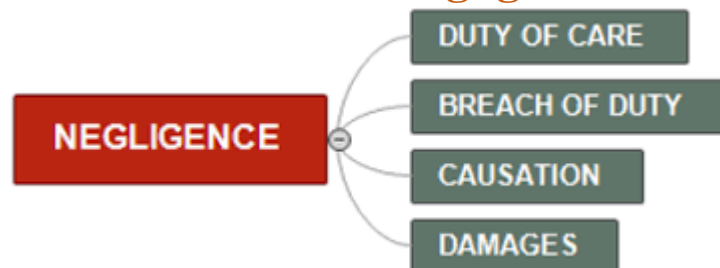 NEGLIGENCE
DUTY OF CARE
BREACH OF DUTY
CAUSATION
DAMAGES